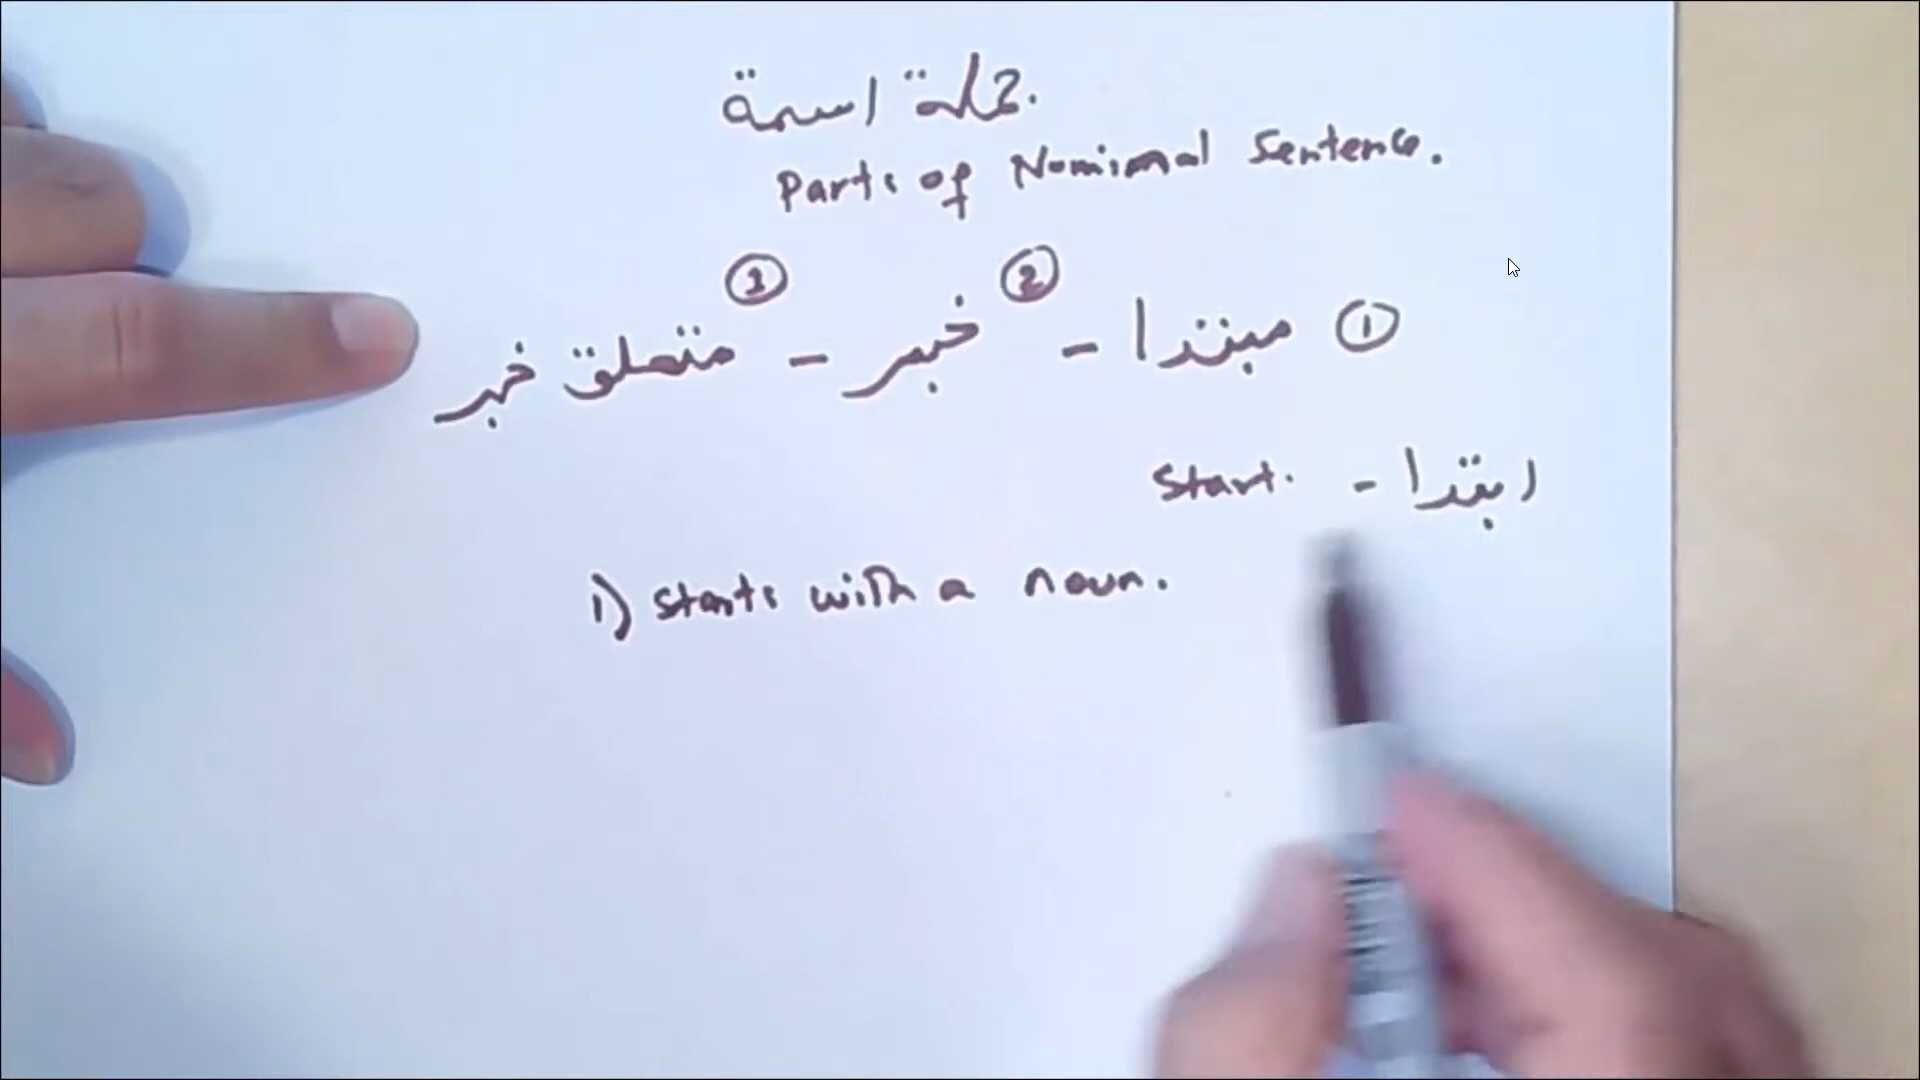 جملة اسمية
Parts of Nominal Sentence.
① مبتدا - ② خبر - ③ متعلق خبر
ابتدا - Start.
1) Starts with a noun.